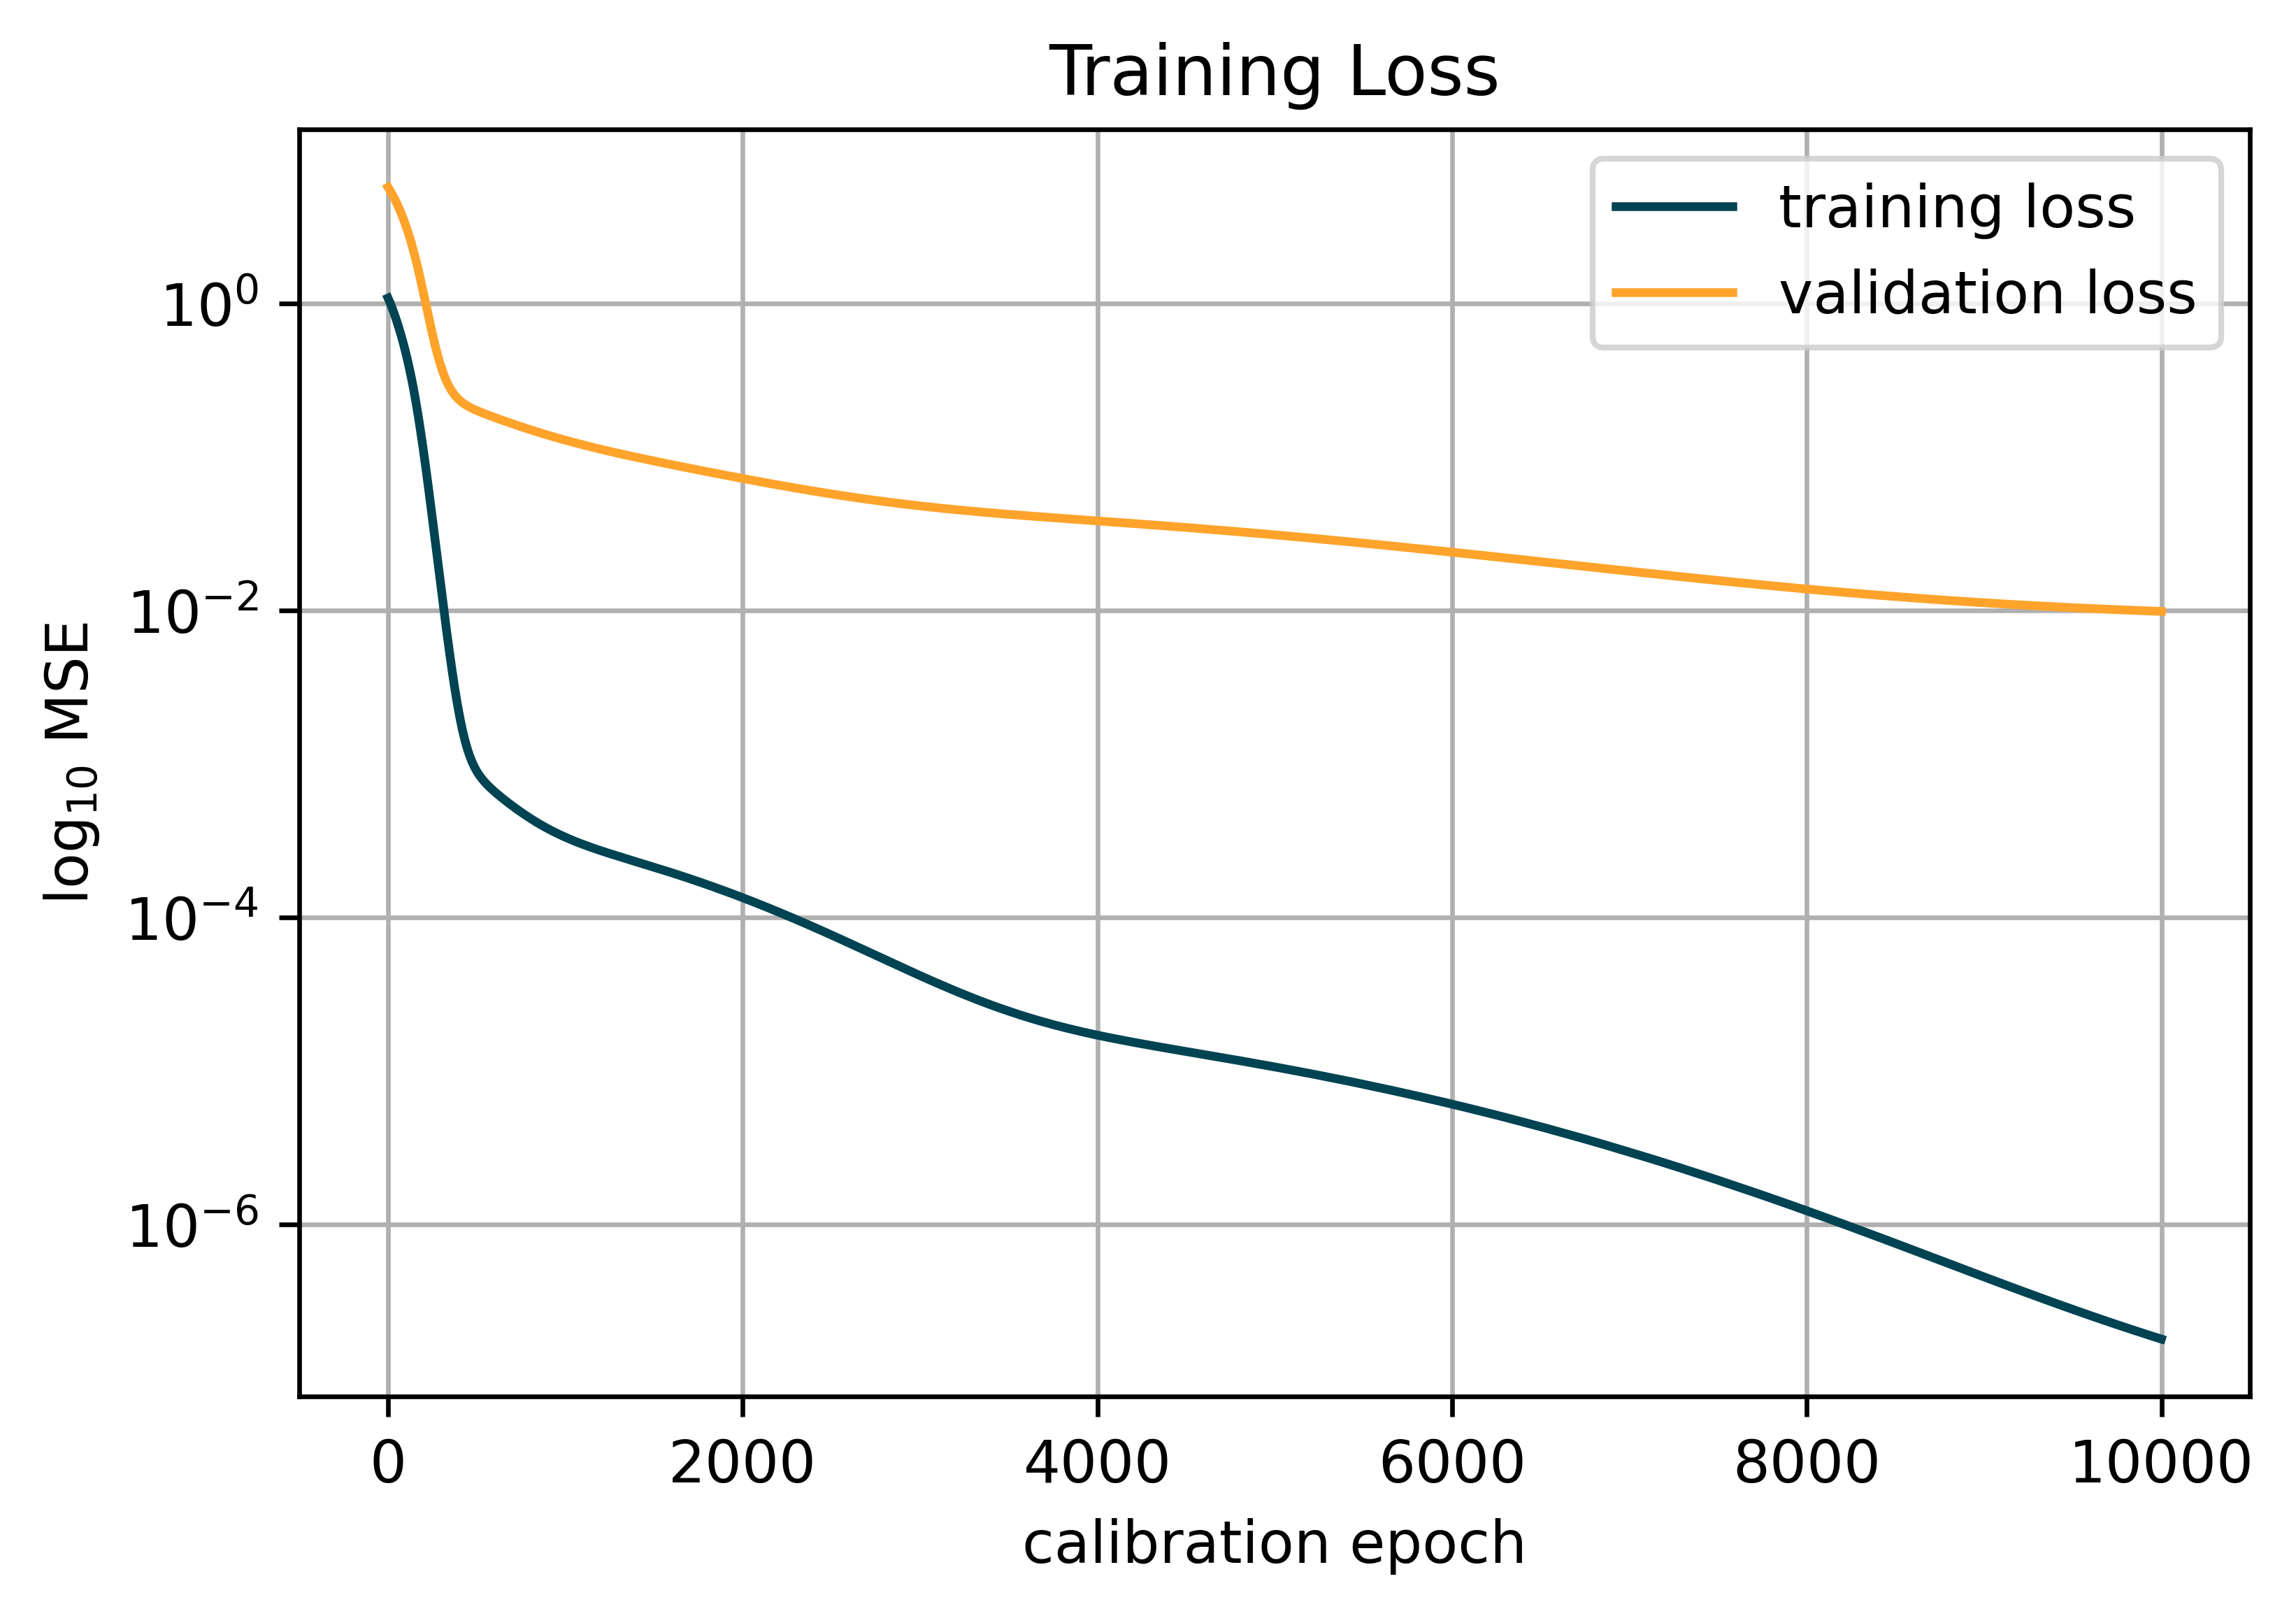 Training Loss
training loss
validation loss
10⁰
10⁻²
10⁻⁴
10⁻⁶
log₁₀ MSE
0 2000 4000 6000 8000 10000
calibration epoch